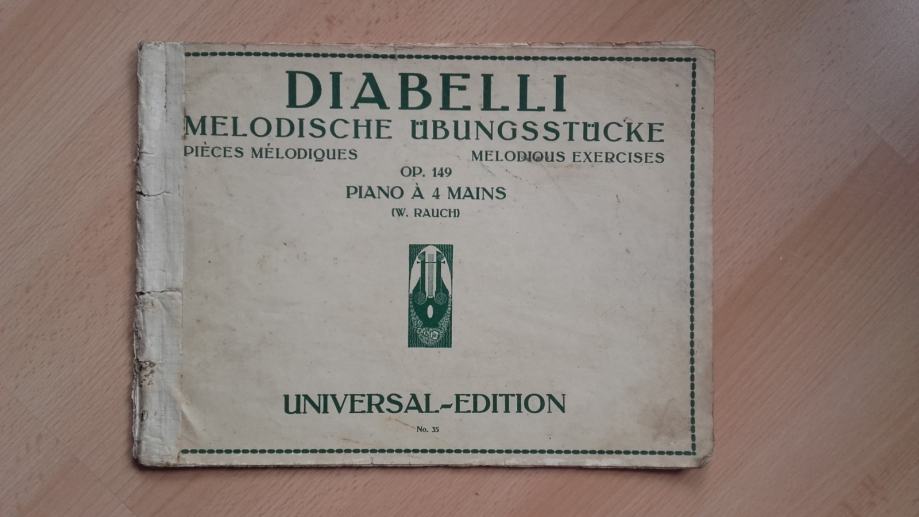 DIABELLI
MELODISCHE ÜBUNGSSTÜCKE
PIÈCES MÉLODIQUES MELODIOUS EXERCISES
OP. 149
PIANO À 4 MAINS
(W. RAUCH)
UNIVERSAL-EDITION
No. 35